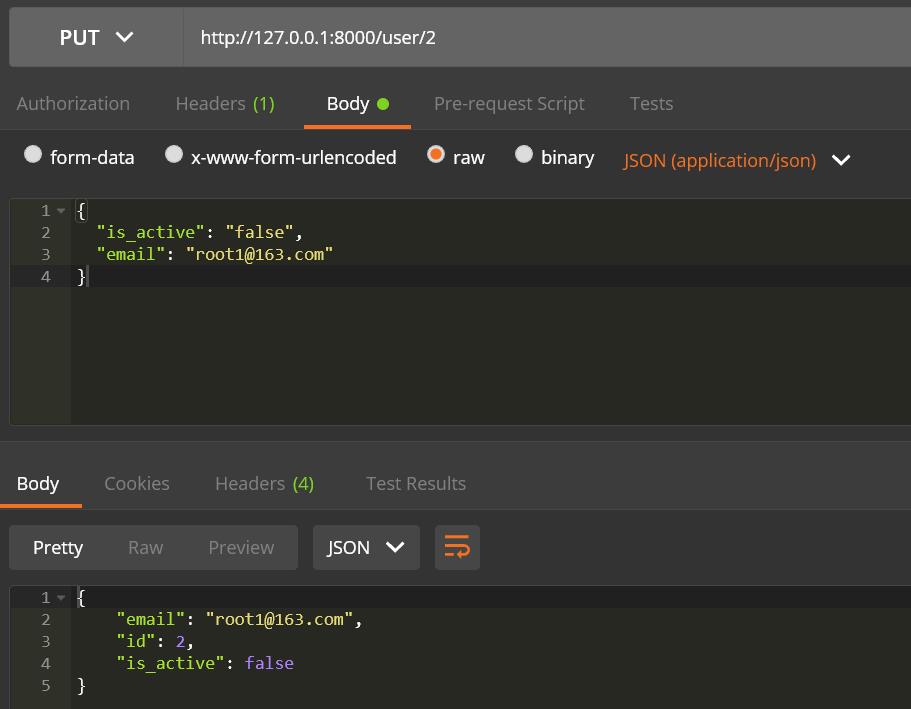 PUT http://127.0.0.1:8000/user/2
Authorization Headers (1) Body Pre-request Script Tests
form-data x-www-form-urlencoded raw binary JSON (application/json)
1 {
2 "is_active": "false",
3 "email": "root1@163.com"
4 }
Body Cookies Headers (4) Test Results
Pretty Raw Preview JSON
1 {
2 "email": "root1@163.com",
3 "id": 2,
4 "is_active": false
5 }